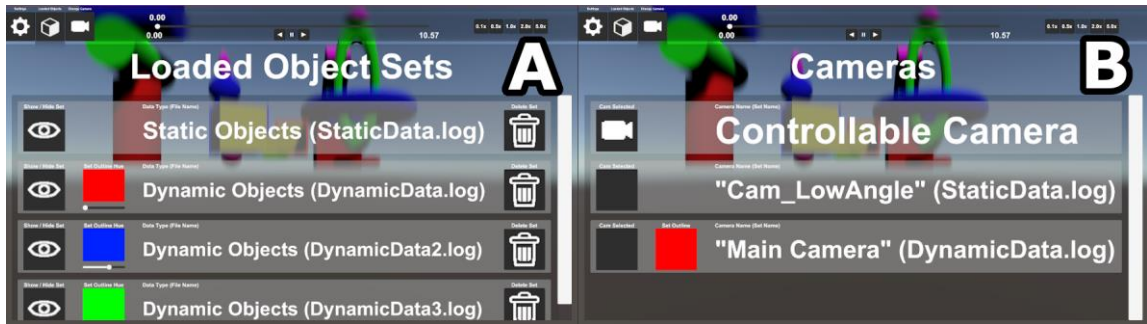 Settings Loaded Objects Change Camera
0.00
0.00
10.57
0.1x 0.5x 1.0x 2.0x 5.0x
Loaded Object Sets
A
Show / Hide Set Data Type (File Name) Delete Set
Static Objects (StaticData.log)
Show / Hide Set Set Outline Hue Data Type (File Name) Delete Set
Dynamic Objects (DynamicData.log)
Show / Hide Set Set Outline Hue Data Type (File Name) Delete Set
Dynamic Objects (DynamicData2.log)
Show / Hide Set Set Outline Hue Data Type (File Name) Delete Set
Dynamic Objects (DynamicData3.log)
Settings Loaded Objects Change Camera
0.00
0.00
10.57
0.1x 0.5x 1.0x 2.0x 5.0x
Cameras
B
Cam Selected Camera Name (Set Name)
Controllable Camera
Cam Selected Camera Name (Set Name)
"Cam_LowAngle" (StaticData.log)
Cam Selected Set Outline Camera Name (Set Name)
"Main Camera" (DynamicData.log)